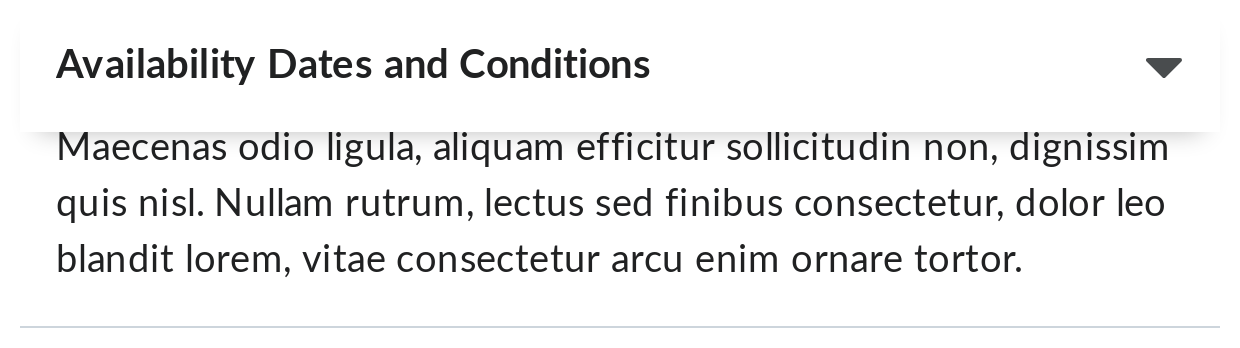 Availability Dates and Conditions
Maecenas odio ligula, aliquam efficitur sollicitudin non, dignissim
quis nisl. Nullam rutrum, lectus sed finibus consectetur, dolor leo
blandit lorem, vitae consectetur arcu enim ornare tortor.